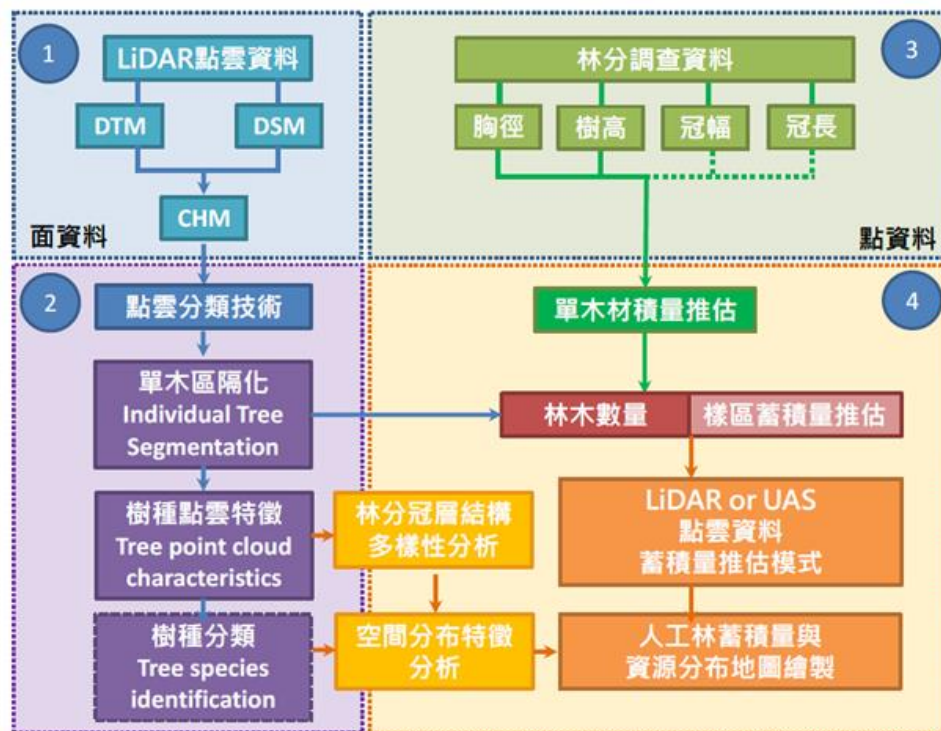 1
LiDAR點雲資料
DTM
DSM
CHM
面資料
3
林分調查資料
胸徑
樹高
冠幅
冠長
點資料
2
點雲分類技術
單木區隔化
Individual Tree
Segmentation
樹種點雲特徵
Tree point cloud
characteristics
樹種分類
Tree species
identification
林分冠層結構
多樣性分析
空間分布特徵
分析
4
單木材積量推估
林木數量
樣區蓄積量推估
LiDAR or UAS
點雲資料
蓄積量推估模式
人工林蓄積量與
資源分布地圖繪製